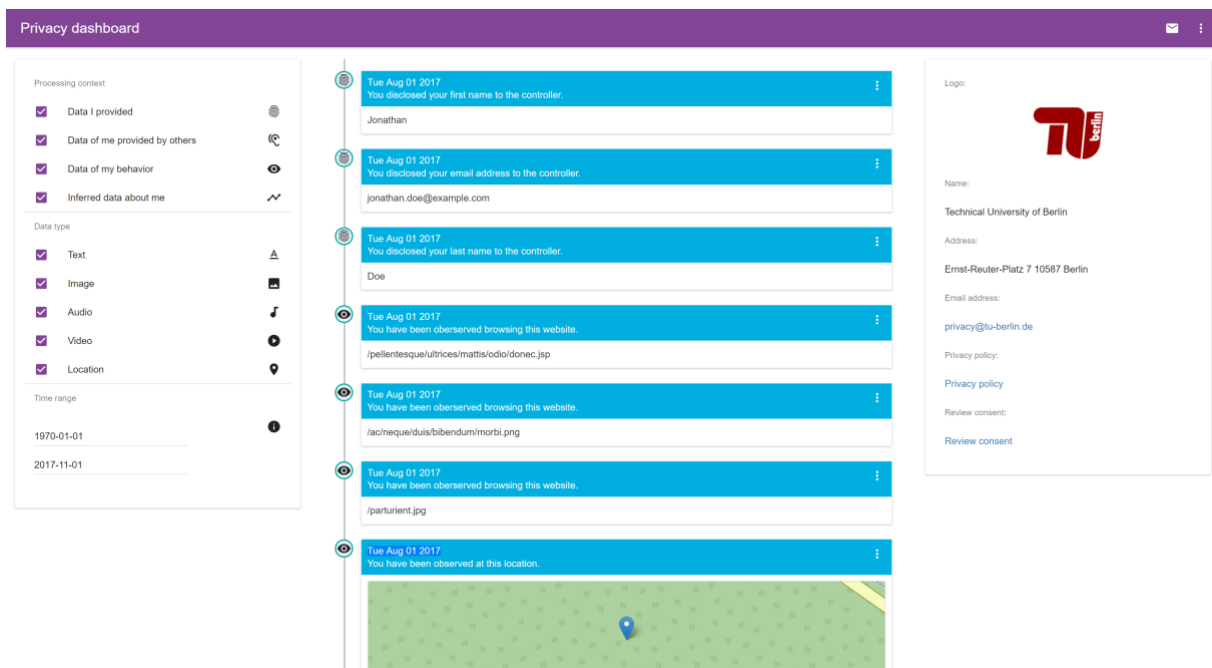 Privacy dashboard
Processing context
Data I provided
Data of me provided by others
Data of my behavior
Inferred data about me
Data type
Text
A
Image
Audio
Video
Location
Time range
1970-01-01
2017-11-01
Tue Aug 01 2017
You disclosed your first name to the controller.
Jonathan
Tue Aug 01 2017
You disclosed your email address to the controller.
jonathan.doe@example.com
Tue Aug 01 2017
You disclosed your last name to the controller.
Doe
Tue Aug 01 2017
You have been oberserved browsing this website.
/pellentesque/ultrices/mattis/odio/donec.jsp
Tue Aug 01 2017
You have been oberserved browsing this website.
/ac/neque/duis/bibendum/morbi.png
Tue Aug 01 2017
You have been oberserved browsing this website.
/parturient.jpg
Tue Aug 01 2017
You have been observed at this location.
Logo:
TU berlin
Name:
Technical University of Berlin
Address:
Ernst-Reuter-Platz 7 10587 Berlin
Email address:
privacy@tu-berlin.de
Privacy policy:
Privacy policy
Review consent:
Review consent